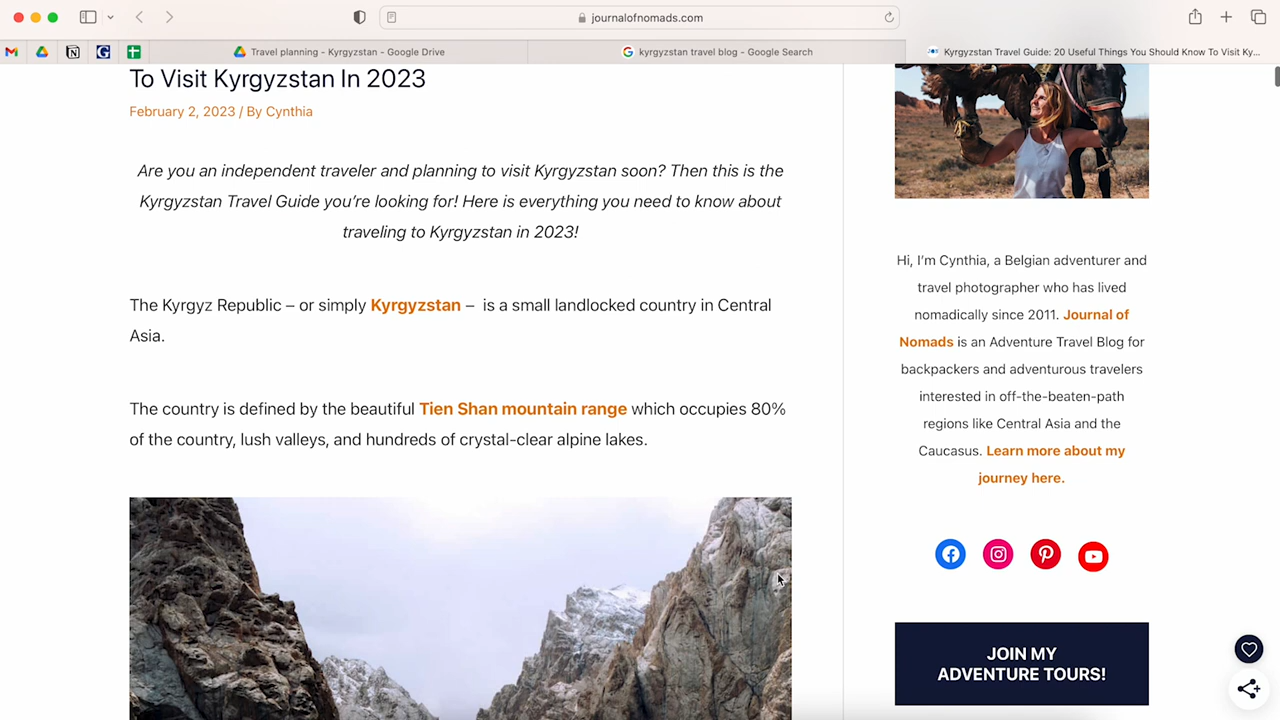 journalofnomads.com
Travel planning - Kyrgyzstan - Google Drive
kyrgyzstan travel blog - Google Search
Kyrgyzstan Travel Guide: 20 Useful Things You Should Know To Visit Ky...
To Visit Kyrgyzstan In 2023
February 2, 2023 / By Cynthia
Are you an independent traveler and planning to visit Kyrgyzstan soon? Then this is the
Kyrgyzstan Travel Guide you're looking for! Here is everything you need to know about
traveling to Kyrgyzstan in 2023!
The Kyrgyz Republic – or simply Kyrgyzstan – is a small landlocked country in Central
Asia.
The country is defined by the beautiful Tien Shan mountain range which occupies 80%
of the country, lush valleys, and hundreds of crystal-clear alpine lakes.
Hi, I'm Cynthia, a Belgian adventurer and
travel photographer who has lived
nomadically since 2011. Journal of
Nomads is an Adventure Travel Blog for
backpackers and adventurous travelers
interested in off-the-beaten-path
regions like Central Asia and the
Caucasus. Learn more about my
journey here.
JOIN MY
ADVENTURE TOURS!